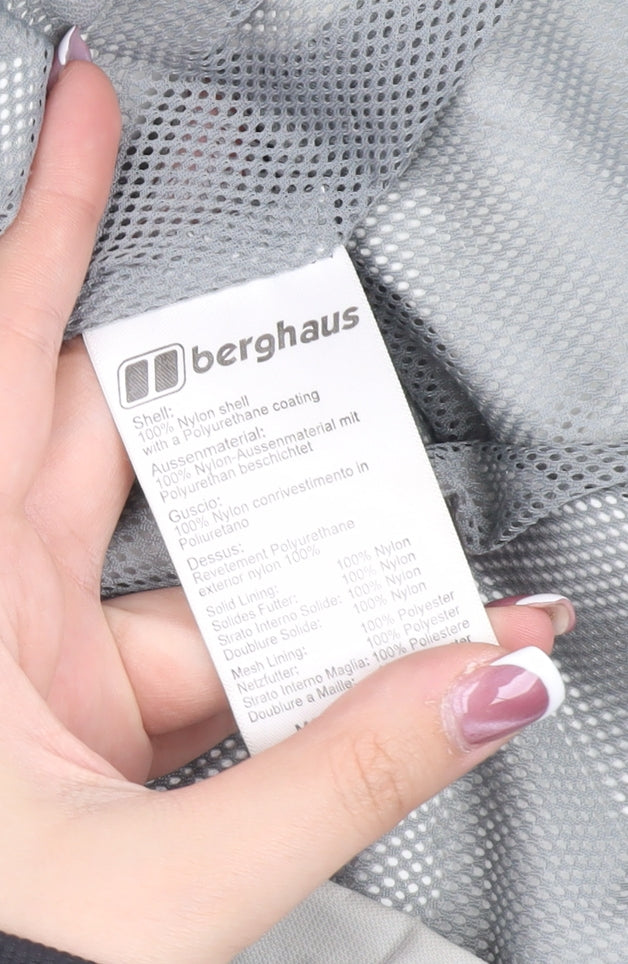 berghaus
Shell:
100% Nylon shell
with a Polyurethane coating
Aussenmaterial:
100% Nylon-Aussenmaterial mit
Polyurethan beschichtet
Guscio:
100% Nylon conrivestimento in
Poliuretano
Dessus:
Revetement Polyurethane
exterior nylon 100%
Solid Lining: 100% Nylon
Solides Futter: 100% Nylon
Strato Interno Solide: 100% Nylon
Doublure Solide: 100% Nylon
Mesh Lining: 100% Polyester
Netzfutter: 100% Polyester
Strato Interno Maglia: 100% Poliestere
Doublure a Maille: